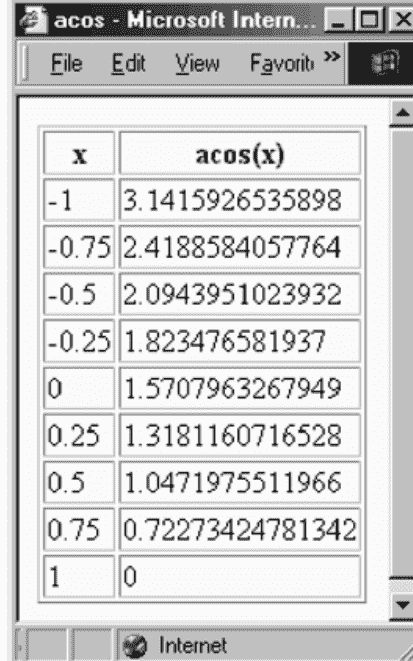 acos - Microsoft Intern...
File Edit View Favorit »
x acos(x)
-1 3.1415926535898
-0.75 2.4188584057764
-0.5 2.0943951023932
-0.25 1.823476581937
0 1.5707963267949
0.25 1.3181160716528
0.5 1.0471975511966
0.75 0.72273424781342
1 0
Internet